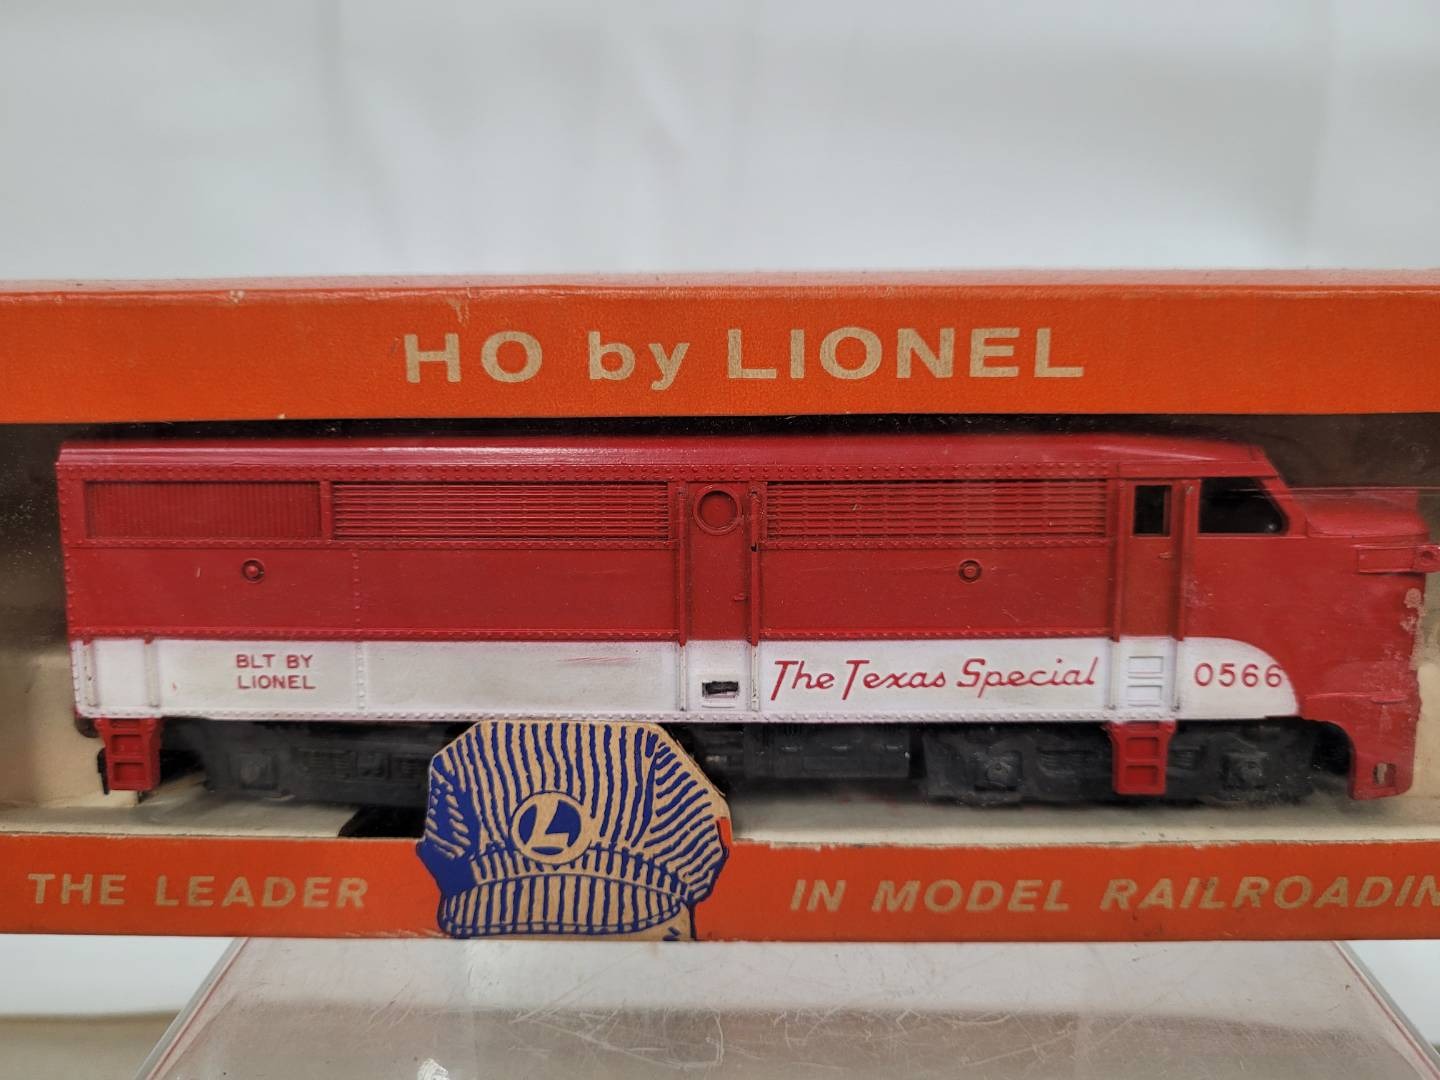 HO by LIONEL
BLT BY
LIONEL
The Texas Special
0566
L
THE LEADER IN MODEL RAILROADIN